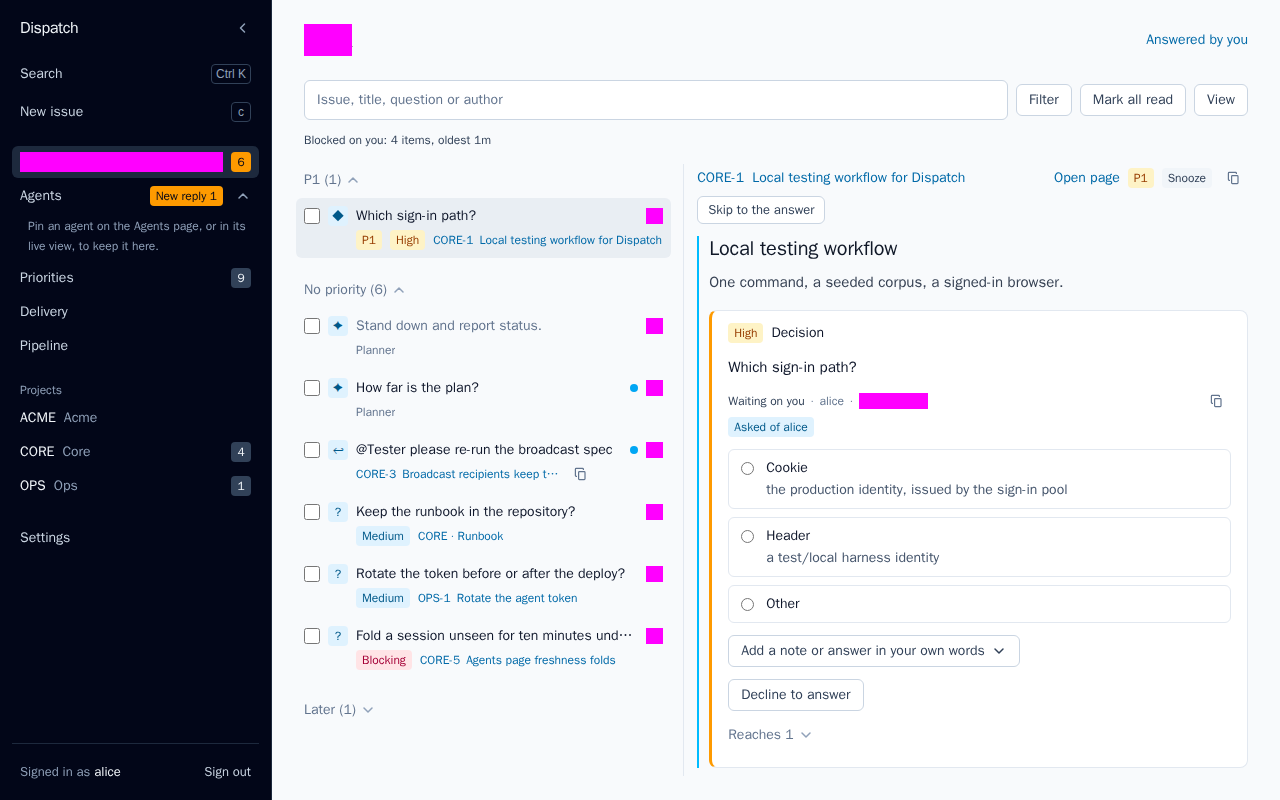 Dispatch
Search
Ctrl K
New issue
c
6
Agents
New reply 1
Pin an agent on the Agents page, or in its
live view, to keep it here.
Priorities
9
Delivery
Pipeline
Projects
ACME Acme
CORE Core
4
OPS Ops
1
Settings
Signed in as alice
Sign out
Answered by you
Issue, title, question or author
Filter
Mark all read
View
Blocked on you: 4 items, oldest 1m
P1 (1)
Which sign-in path?
P1 High CORE-1 Local testing workflow for Dispatch
No priority (6)
Stand down and report status.
Planner
How far is the plan?
Planner
@Tester please re-run the broadcast spec
CORE-3 Broadcast recipients keep t…
? Keep the runbook in the repository?
Medium CORE · Runbook
? Rotate the token before or after the deploy?
Medium OPS-1 Rotate the agent token
? Fold a session unseen for ten minutes und…
Blocking CORE-5 Agents page freshness folds
Later (1)
CORE-1 Local testing workflow for Dispatch
Open page
P1
Snooze
Skip to the answer
Local testing workflow
One command, a seeded corpus, a signed-in browser.
High Decision
Which sign-in path?
Waiting on you · alice ·
Asked of alice
Cookie
the production identity, issued by the sign-in pool
Header
a test/local harness identity
Other
Add a note or answer in your own words
Decline to answer
Reaches 1